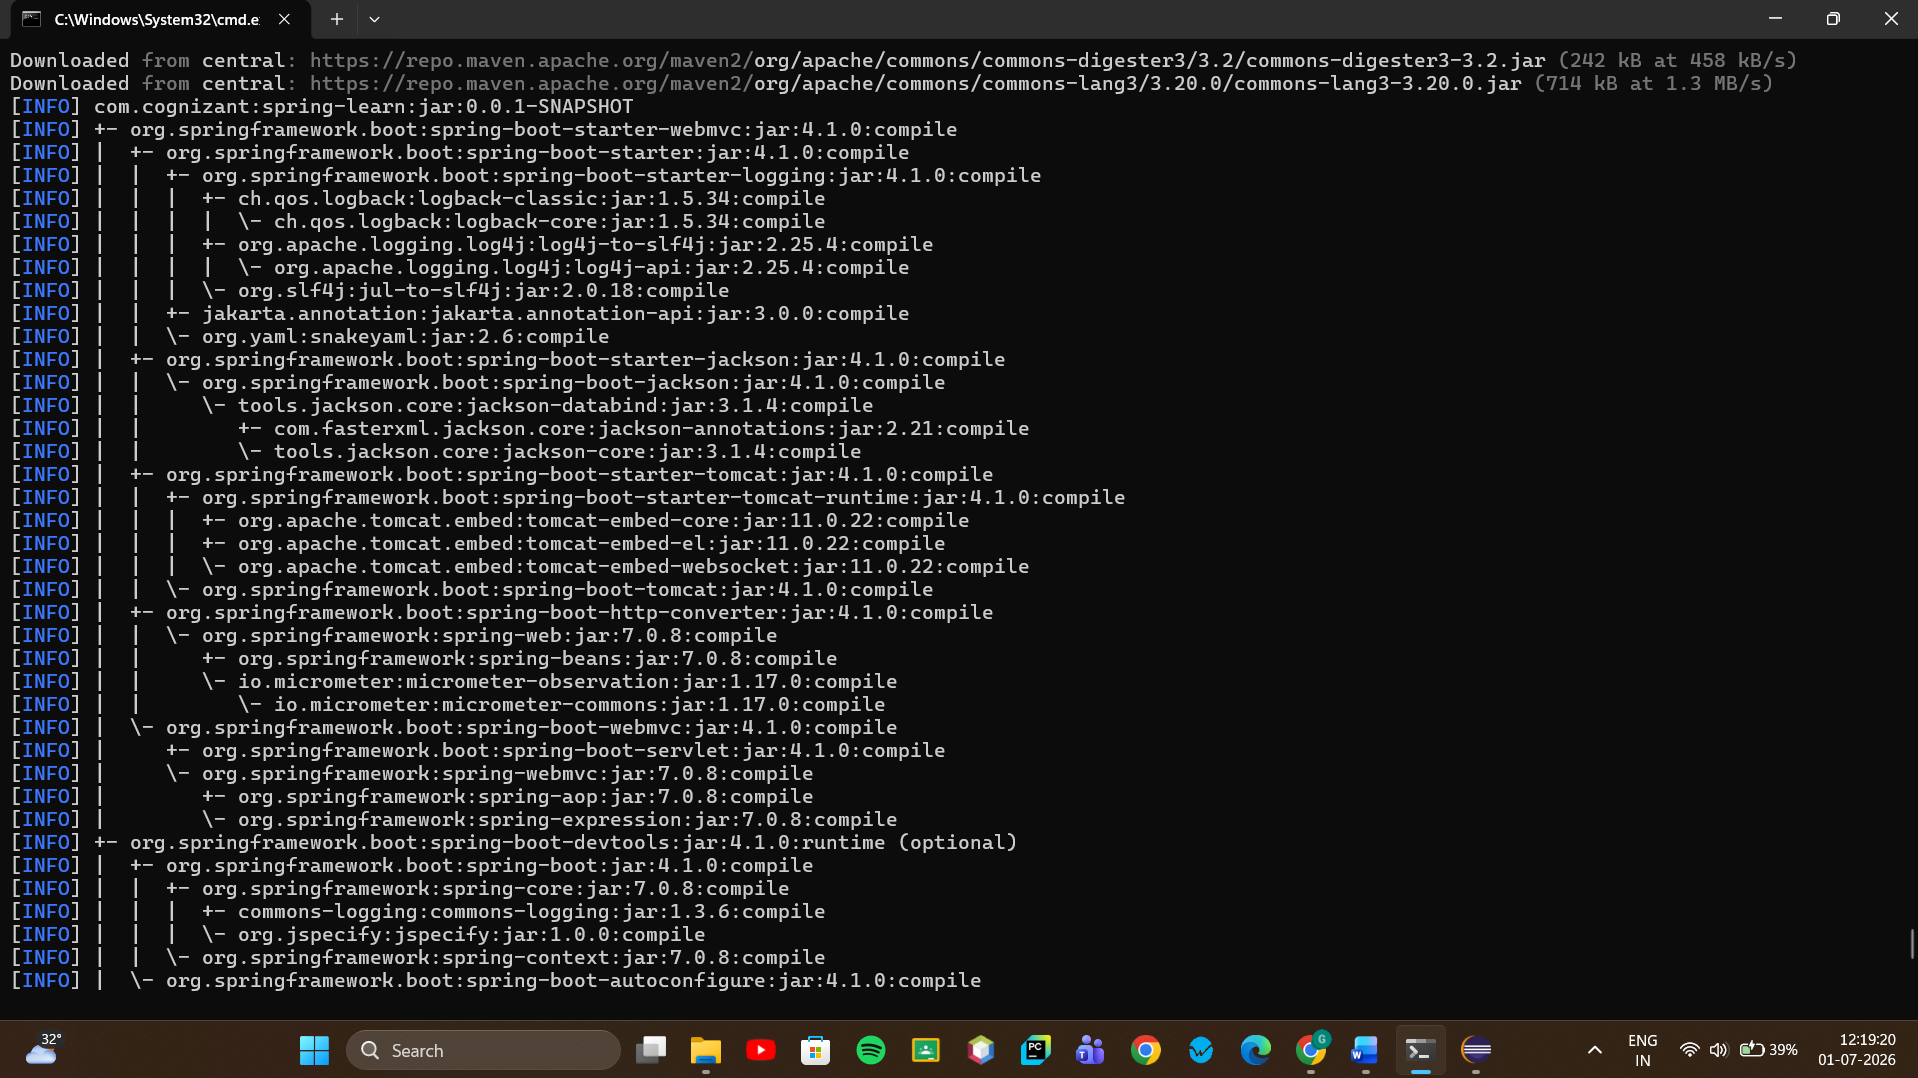 C:\Windows\System32\cmd.e
Downloaded from central: https://repo.maven.apache.org/maven2/org/apache/commons/commons-digester3/3.2/commons-digester3-3.2.jar (242 kB at 458 kB/s)
Downloaded from central: https://repo.maven.apache.org/maven2/org/apache/commons/commons-lang3/3.20.0/commons-lang3-3.20.0.jar (714 kB at 1.3 MB/s)
[INFO] com.cognizant:spring-learn:jar:0.0.1-SNAPSHOT
[INFO] +- org.springframework.boot:spring-boot-starter-webmvc:jar:4.1.0:compile
[INFO] |  +- org.springframework.boot:spring-boot-starter:jar:4.1.0:compile
[INFO] |  |  +- org.springframework.boot:spring-boot-starter-logging:jar:4.1.0:compile
[INFO] |  |  |  +- ch.qos.logback:logback-classic:jar:1.5.34:compile
[INFO] |  |  |  |  \- ch.qos.logback:logback-core:jar:1.5.34:compile
[INFO] |  |  |  +- org.apache.logging.log4j:log4j-to-slf4j:jar:2.25.4:compile
[INFO] |  |  |  |  \- org.apache.logging.log4j:log4j-api:jar:2.25.4:compile
[INFO] |  |  |  \- org.slf4j:jul-to-slf4j:jar:2.0.18:compile
[INFO] |  |  +- jakarta.annotation:jakarta.annotation-api:jar:3.0.0:compile
[INFO] |  |  \- org.yaml:snakeyaml:jar:2.6:compile
[INFO] |  +- org.springframework.boot:spring-boot-starter-jackson:jar:4.1.0:compile
[INFO] |  |  \- org.springframework.boot:spring-boot-jackson:jar:4.1.0:compile
[INFO] |  |     \- tools.jackson.core:jackson-databind:jar:3.1.4:compile
[INFO] |  |        +- com.fasterxml.jackson.core:jackson-annotations:jar:2.21:compile
[INFO] |  |        \- tools.jackson.core:jackson-core:jar:3.1.4:compile
[INFO] |  +- org.springframework.boot:spring-boot-starter-tomcat:jar:4.1.0:compile
[INFO] |  |  +- org.springframework.boot:spring-boot-starter-tomcat-runtime:jar:4.1.0:compile
[INFO] |  |  |  +- org.apache.tomcat.embed:tomcat-embed-core:jar:11.0.22:compile
[INFO] |  |  |  +- org.apache.tomcat.embed:tomcat-embed-el:jar:11.0.22:compile
[INFO] |  |  |  \- org.apache.tomcat.embed:tomcat-embed-websocket:jar:11.0.22:compile
[INFO] |  |  \- org.springframework.boot:spring-boot-tomcat:jar:4.1.0:compile
[INFO] |  +- org.springframework.boot:spring-boot-http-converter:jar:4.1.0:compile
[INFO] |  |  \- org.springframework:spring-web:jar:7.0.8:compile
[INFO] |  |     +- org.springframework:spring-beans:jar:7.0.8:compile
[INFO] |  |     \- io.micrometer:micrometer-observation:jar:1.17.0:compile
[INFO] |  |        \- io.micrometer:micrometer-commons:jar:1.17.0:compile
[INFO] |  \- org.springframework.boot:spring-boot-webmvc:jar:4.1.0:compile
[INFO] |     +- org.springframework.boot:spring-boot-servlet:jar:4.1.0:compile
[INFO] |     \- org.springframework:spring-webmvc:jar:7.0.8:compile
[INFO] |        +- org.springframework:spring-aop:jar:7.0.8:compile
[INFO] |        \- org.springframework:spring-expression:jar:7.0.8:compile
[INFO] +- org.springframework.boot:spring-boot-devtools:jar:4.1.0:runtime (optional)
[INFO] |  +- org.springframework.boot:spring-boot:jar:4.1.0:compile
[INFO] |  |  +- org.springframework:spring-core:jar:7.0.8:compile
[INFO] |  |  |  +- commons-logging:commons-logging:jar:1.3.6:compile
[INFO] |  |  |  \- org.jspecify:jspecify:jar:1.0.0:compile
[INFO] |  |  \- org.springframework:spring-context:jar:7.0.8:compile
[INFO] |  \- org.springframework.boot:spring-boot-autoconfigure:jar:4.1.0:compile
32°
Search
PC
T
G
W
ENG
IN
39%
12:19:20
01-07-2026